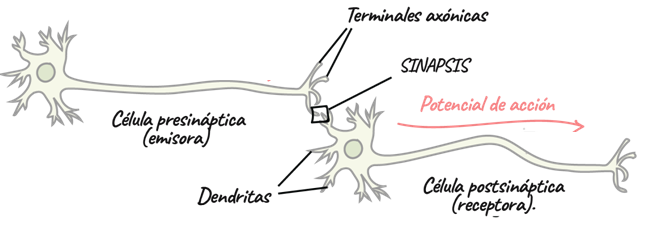 Terminales axónicas
SINAPSIS
Potencial de acción
Célula presináptica
(emisora)
Dendritas
Célula postsináptica
(receptora).